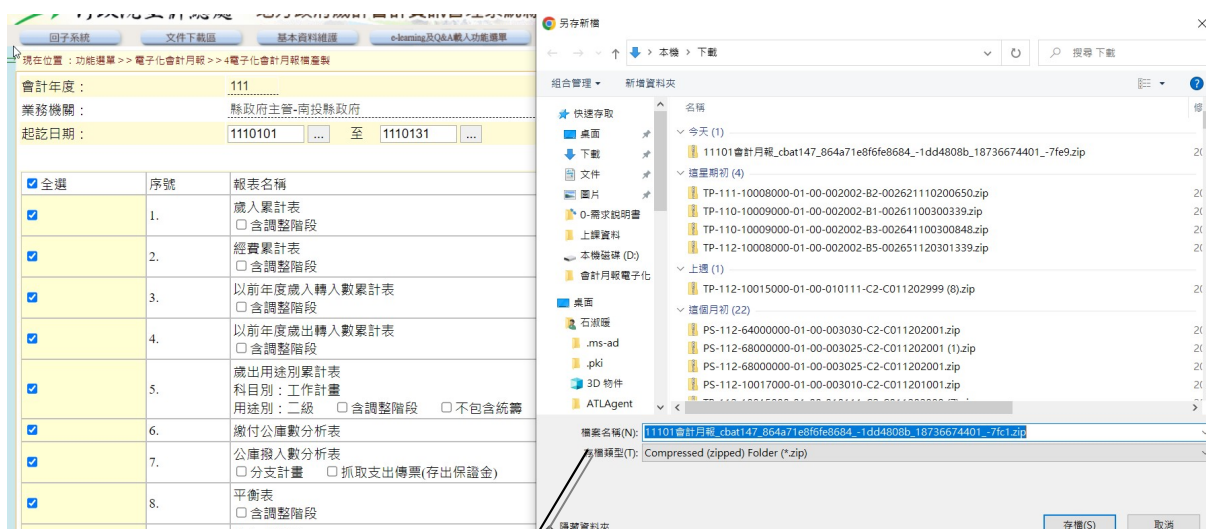 回子系統 文件下載區 基本資料維護 e-learning及Q&A載入功能選單
現在位置：功能選單>>電子化會計月報>>4電子化會計月報檔產製
會計年度： 111
業務機關： 縣政府主管-南投縣政府
起訖日期： 1110101 ... 至 1110131 ...
全選 序號 報表名稱
1. 歲入累計表
含調整階段
2. 經費累計表
含調整階段
3. 以前年度歲入轉入數累計表
含調整階段
4. 以前年度歲出轉入數累計表
含調整階段
5. 歲出用途別累計表
科目別：工作計畫
用途別：二級 含調整階段 不包含統籌
6. 繳付公庫數分析表
7. 公庫撥入數分析表
分支計畫 抓取支出傳票(存出保證金)
8. 平衡表
含調整階段
另存新檔
本機 > 下載
搜尋 下載
組合管理 新增資料夾
快速存取
桌面
下載
文件
圖片
0-需求說明書
上課資料
本機磁碟 (D:)
會計月報電子化
桌面
石淑暖
.ms-ad
.pki
3D 物件
ATLAgent
名稱
今天 (1)
11101會計月報_cbat147_864a71e8f6fe8684_-1dd4808b_18736674401_-7fe9.zip
這星期初 (4)
TP-111-10008000-01-00-002002-B2-002621110200650.zip
TP-110-10009000-01-00-002002-B1-00261100300339.zip
TP-110-10009000-01-00-002002-B3-002641100300848.zip
TP-112-10008000-01-00-002002-B5-002651120301339.zip
上週 (1)
TP-112-10015000-01-00-010111-C2-C011202999 (8).zip
這個月初 (22)
PS-112-64000000-01-00-003030-C2-C011202001.zip
PS-112-68000000-01-00-003025-C2-C011202001 (1).zip
PS-112-68000000-01-00-003025-C2-C011202001.zip
PS-112-10017000-01-00-003010-C2-C011201001.zip
檔案名稱(N): 11101會計月報_cbat147_864a71e8f6fe8684_-1dd4808b_18736674401_-7fc1.zip
存檔類型(T): Compressed (zipped) Folder (*.zip)
隱藏資料夾
存檔(S) 取消